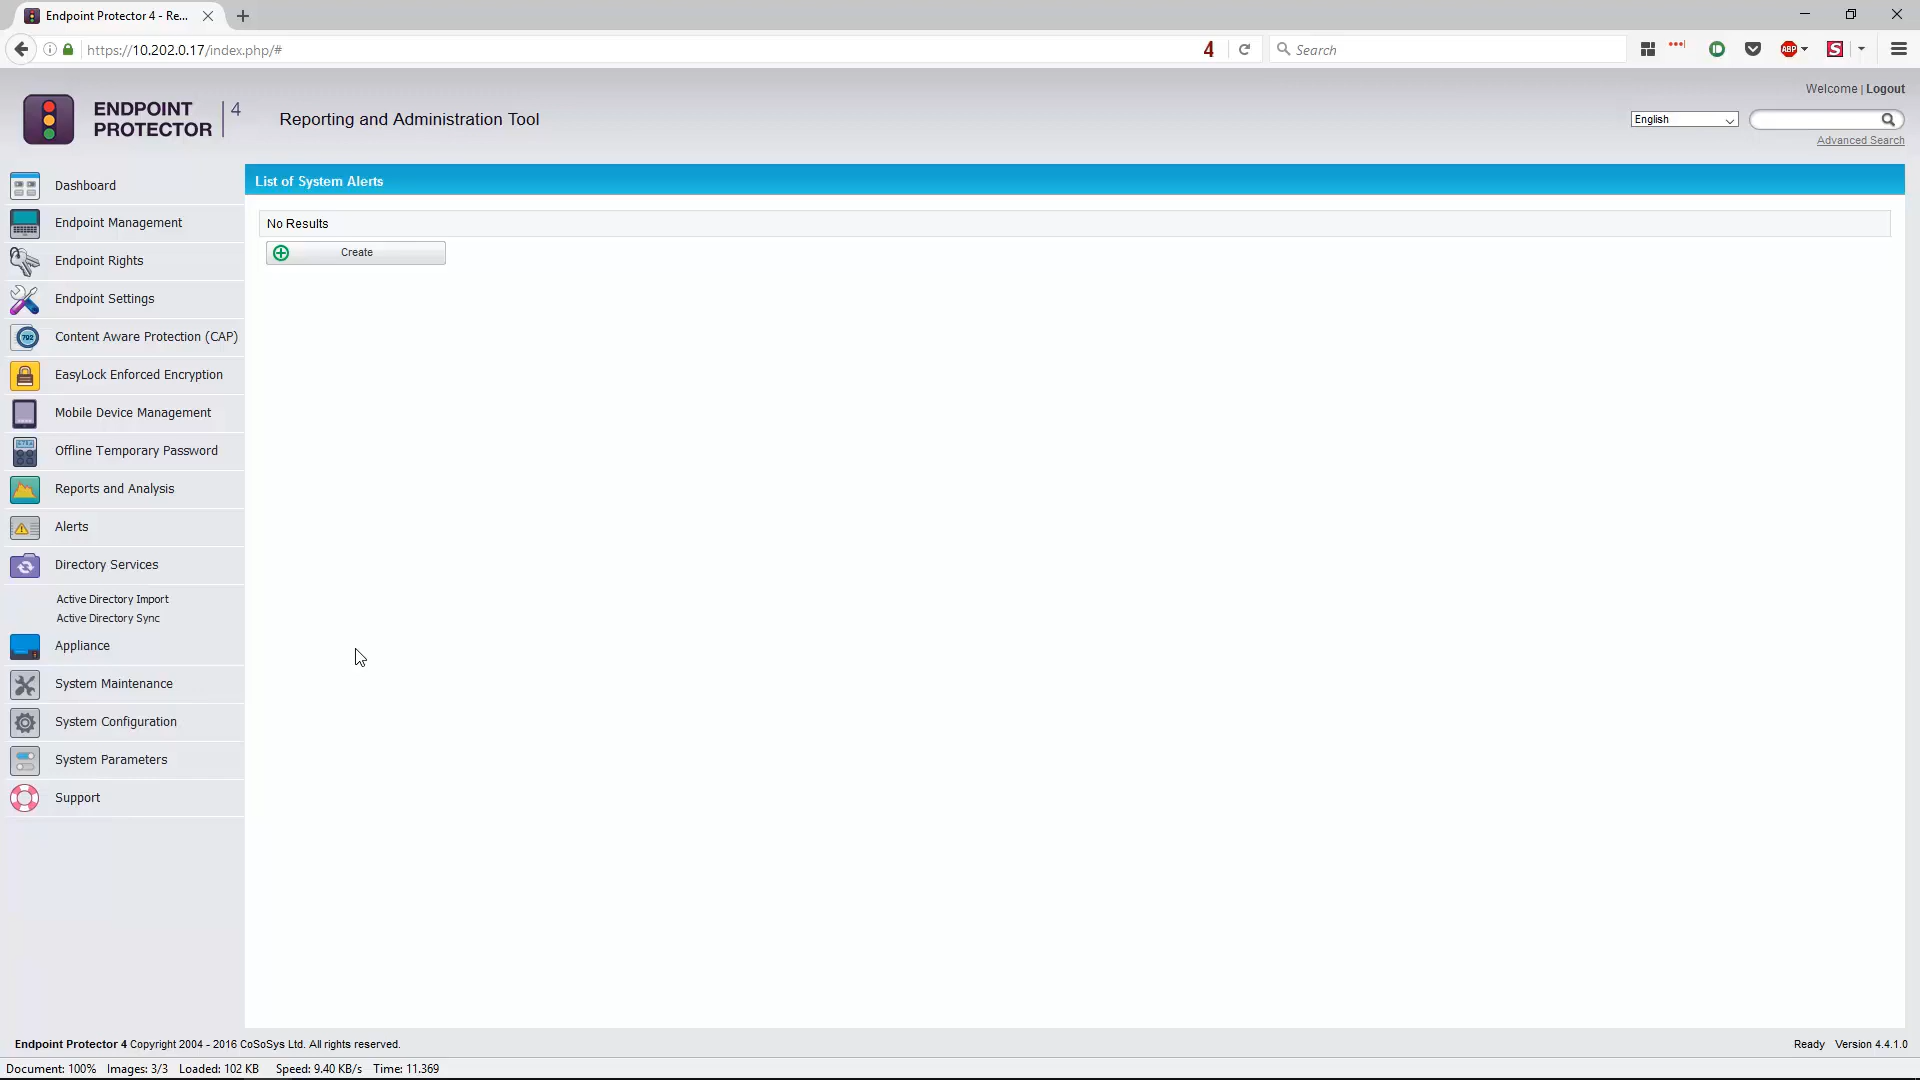 Endpoint Protector 4 - Re...
https://10.202.0.17/index.php/#
4
Search
ABP
S
Welcome | Logout
ENDPOINT
PROTECTOR
4
Reporting and Administration Tool
English
Advanced Search
Dashboard
Endpoint Management
Endpoint Rights
Endpoint Settings
Content Aware Protection (CAP)
EasyLock Enforced Encryption
Mobile Device Management
Offline Temporary Password
Reports and Analysis
Alerts
Directory Services
Active Directory Import
Active Directory Sync
Appliance
System Maintenance
System Configuration
System Parameters
Support
List of System Alerts
No Results
Create
Endpoint Protector 4 Copyright 2004 - 2016 CoSoSys Ltd. All rights reserved.
Ready Version 4.4.1.0
Document: 100% Images: 3/3 Loaded: 102 KB Speed: 9.40 KB/s Time: 11.369